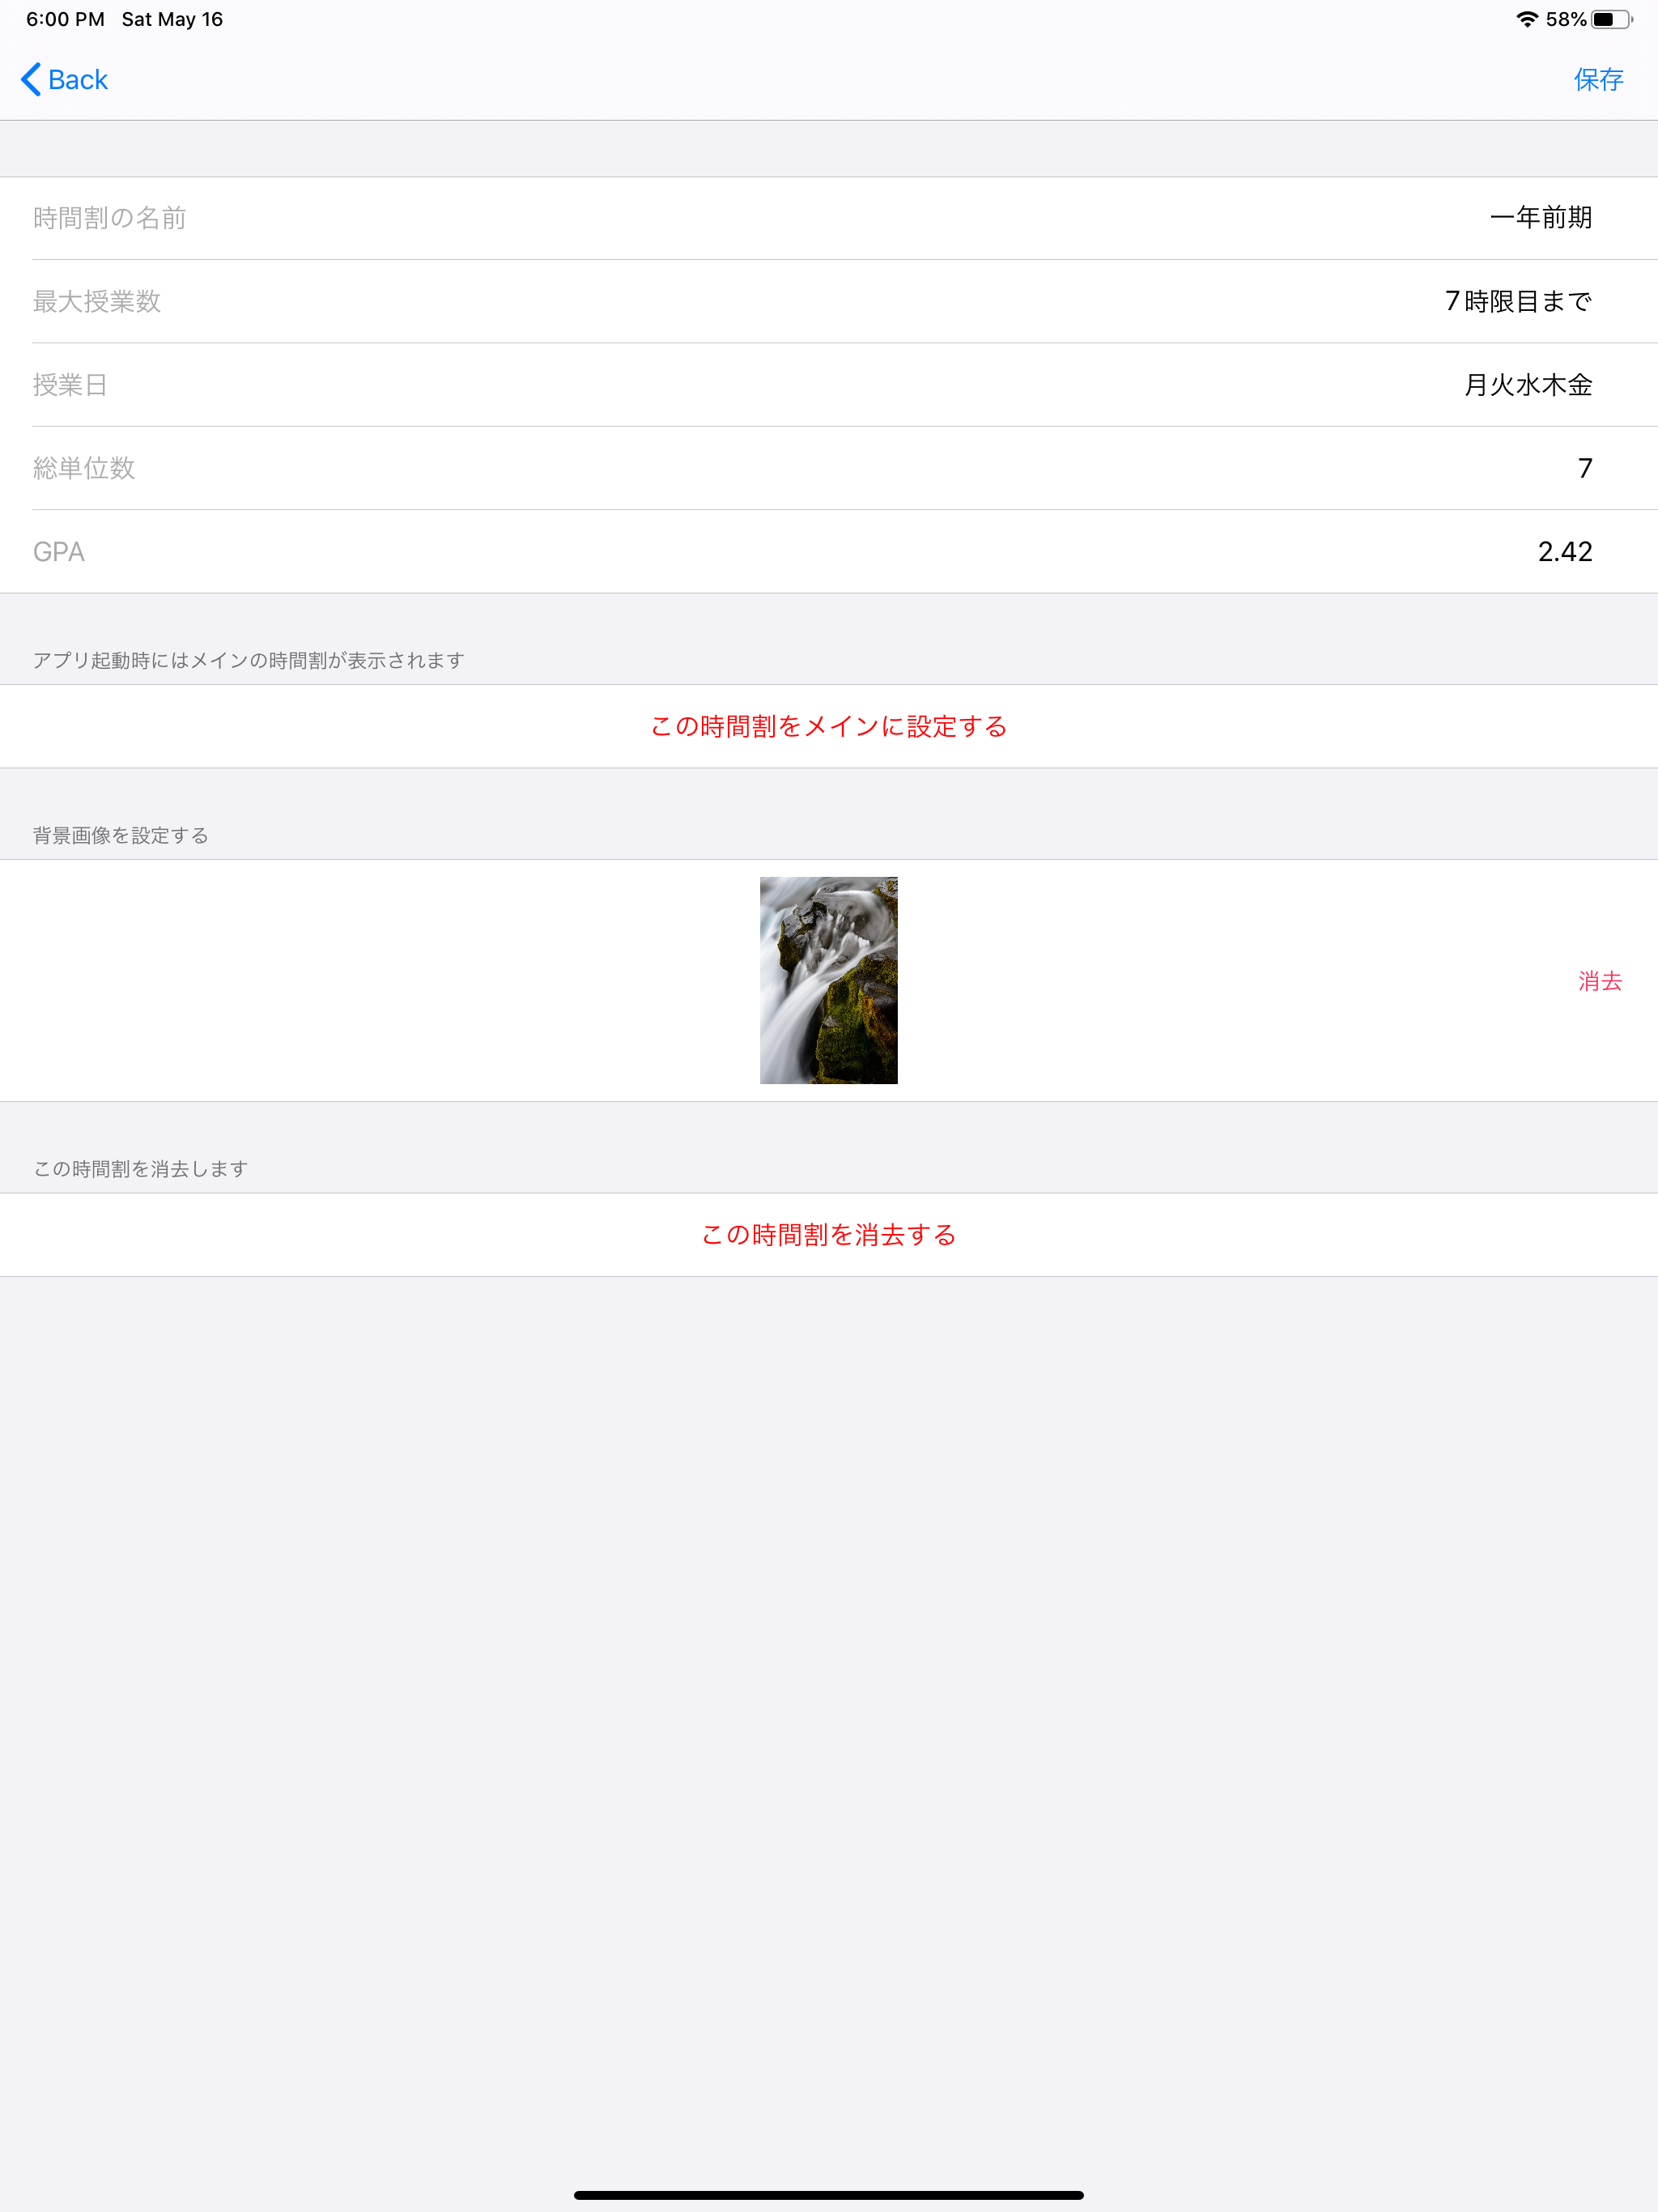 6:00 PM Sat May 16 58%
Back 保存
時間割の名前 一年前期
最大授業数 7時限目まで
授業日 月火水木金
総単位数 7
GPA 2.42
アプリ起動時にはメインの時間割が表示されます
この時間割をメインに設定する
背景画像を設定する
消去
この時間割を消去します
この時間割を消去する